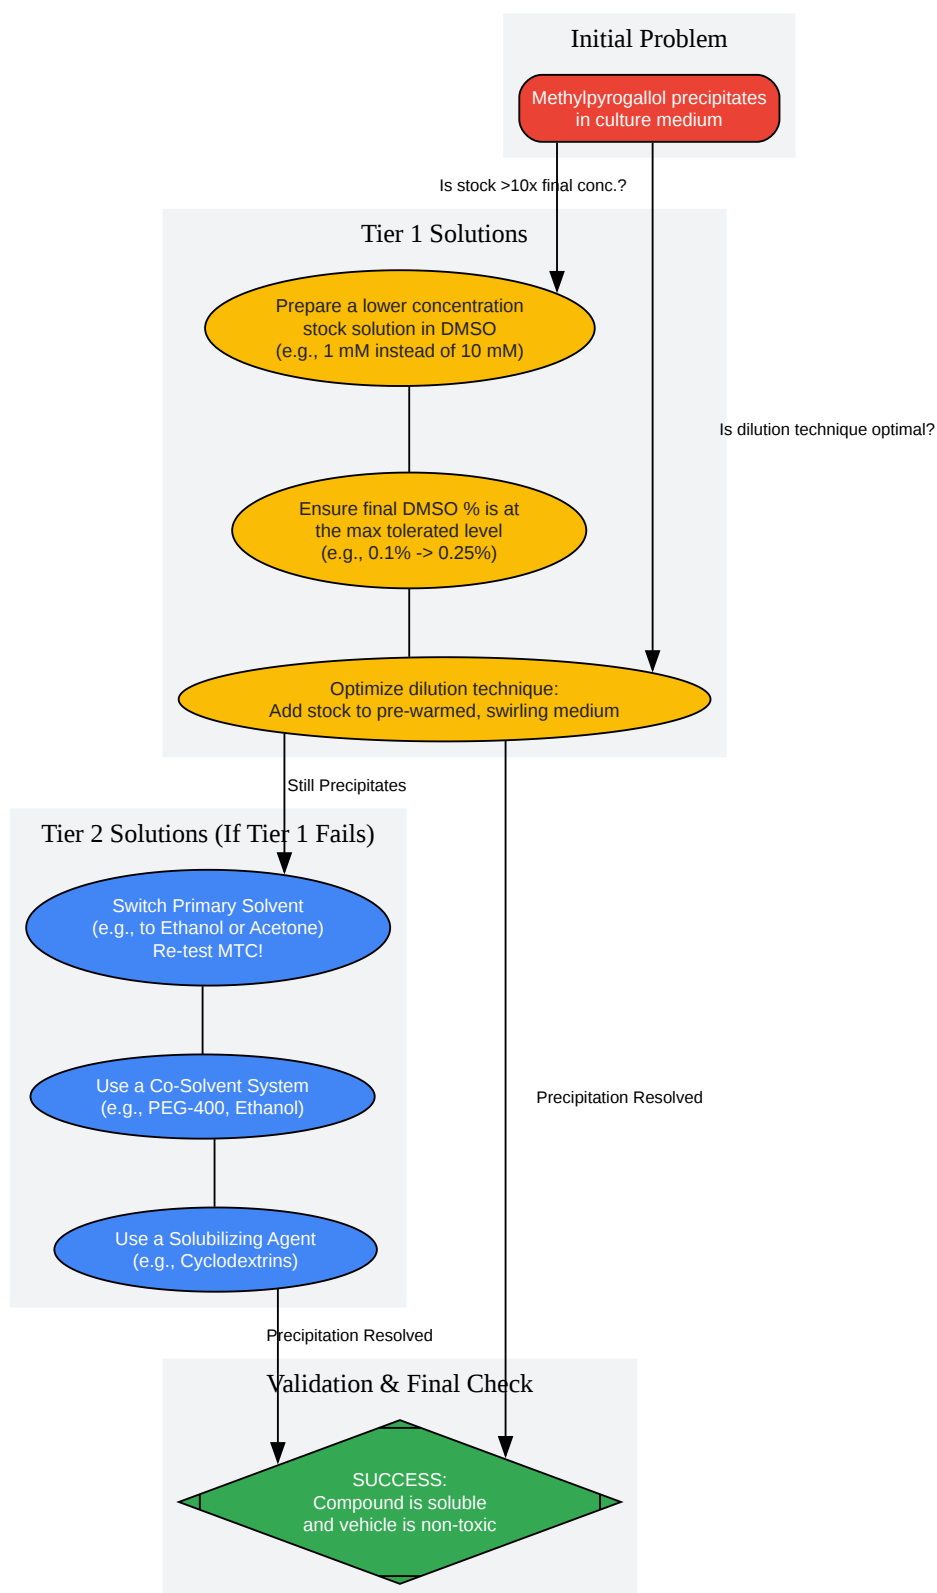 Initial Problem
Methylpyrogallol precipitates
in culture medium
Is stock >10x final conc.?
Tier 1 Solutions
Prepare a lower concentration
stock solution in DMSO
(e.g., 1 mM instead of 10 mM)
Is dilution technique optimal?
Ensure final DMSO % is at
the max tolerated level
(e.g., 0.1% -> 0.25%)
Optimize dilution technique:
Add stock to pre-warmed, swirling medium
Still Precipitates
Tier 2 Solutions (If Tier 1 Fails)
Switch Primary Solvent
(e.g., to Ethanol or Acetone)
Re-test MTC!
Use a Co-Solvent System
(e.g., PEG-400, Ethanol)
Precipitation Resolved
Use a Solubilizing Agent
(e.g., Cyclodextrins)
Precipitation Resolved
Validation & Final Check
SUCCESS:
Compound is soluble
and vehicle is non-toxic